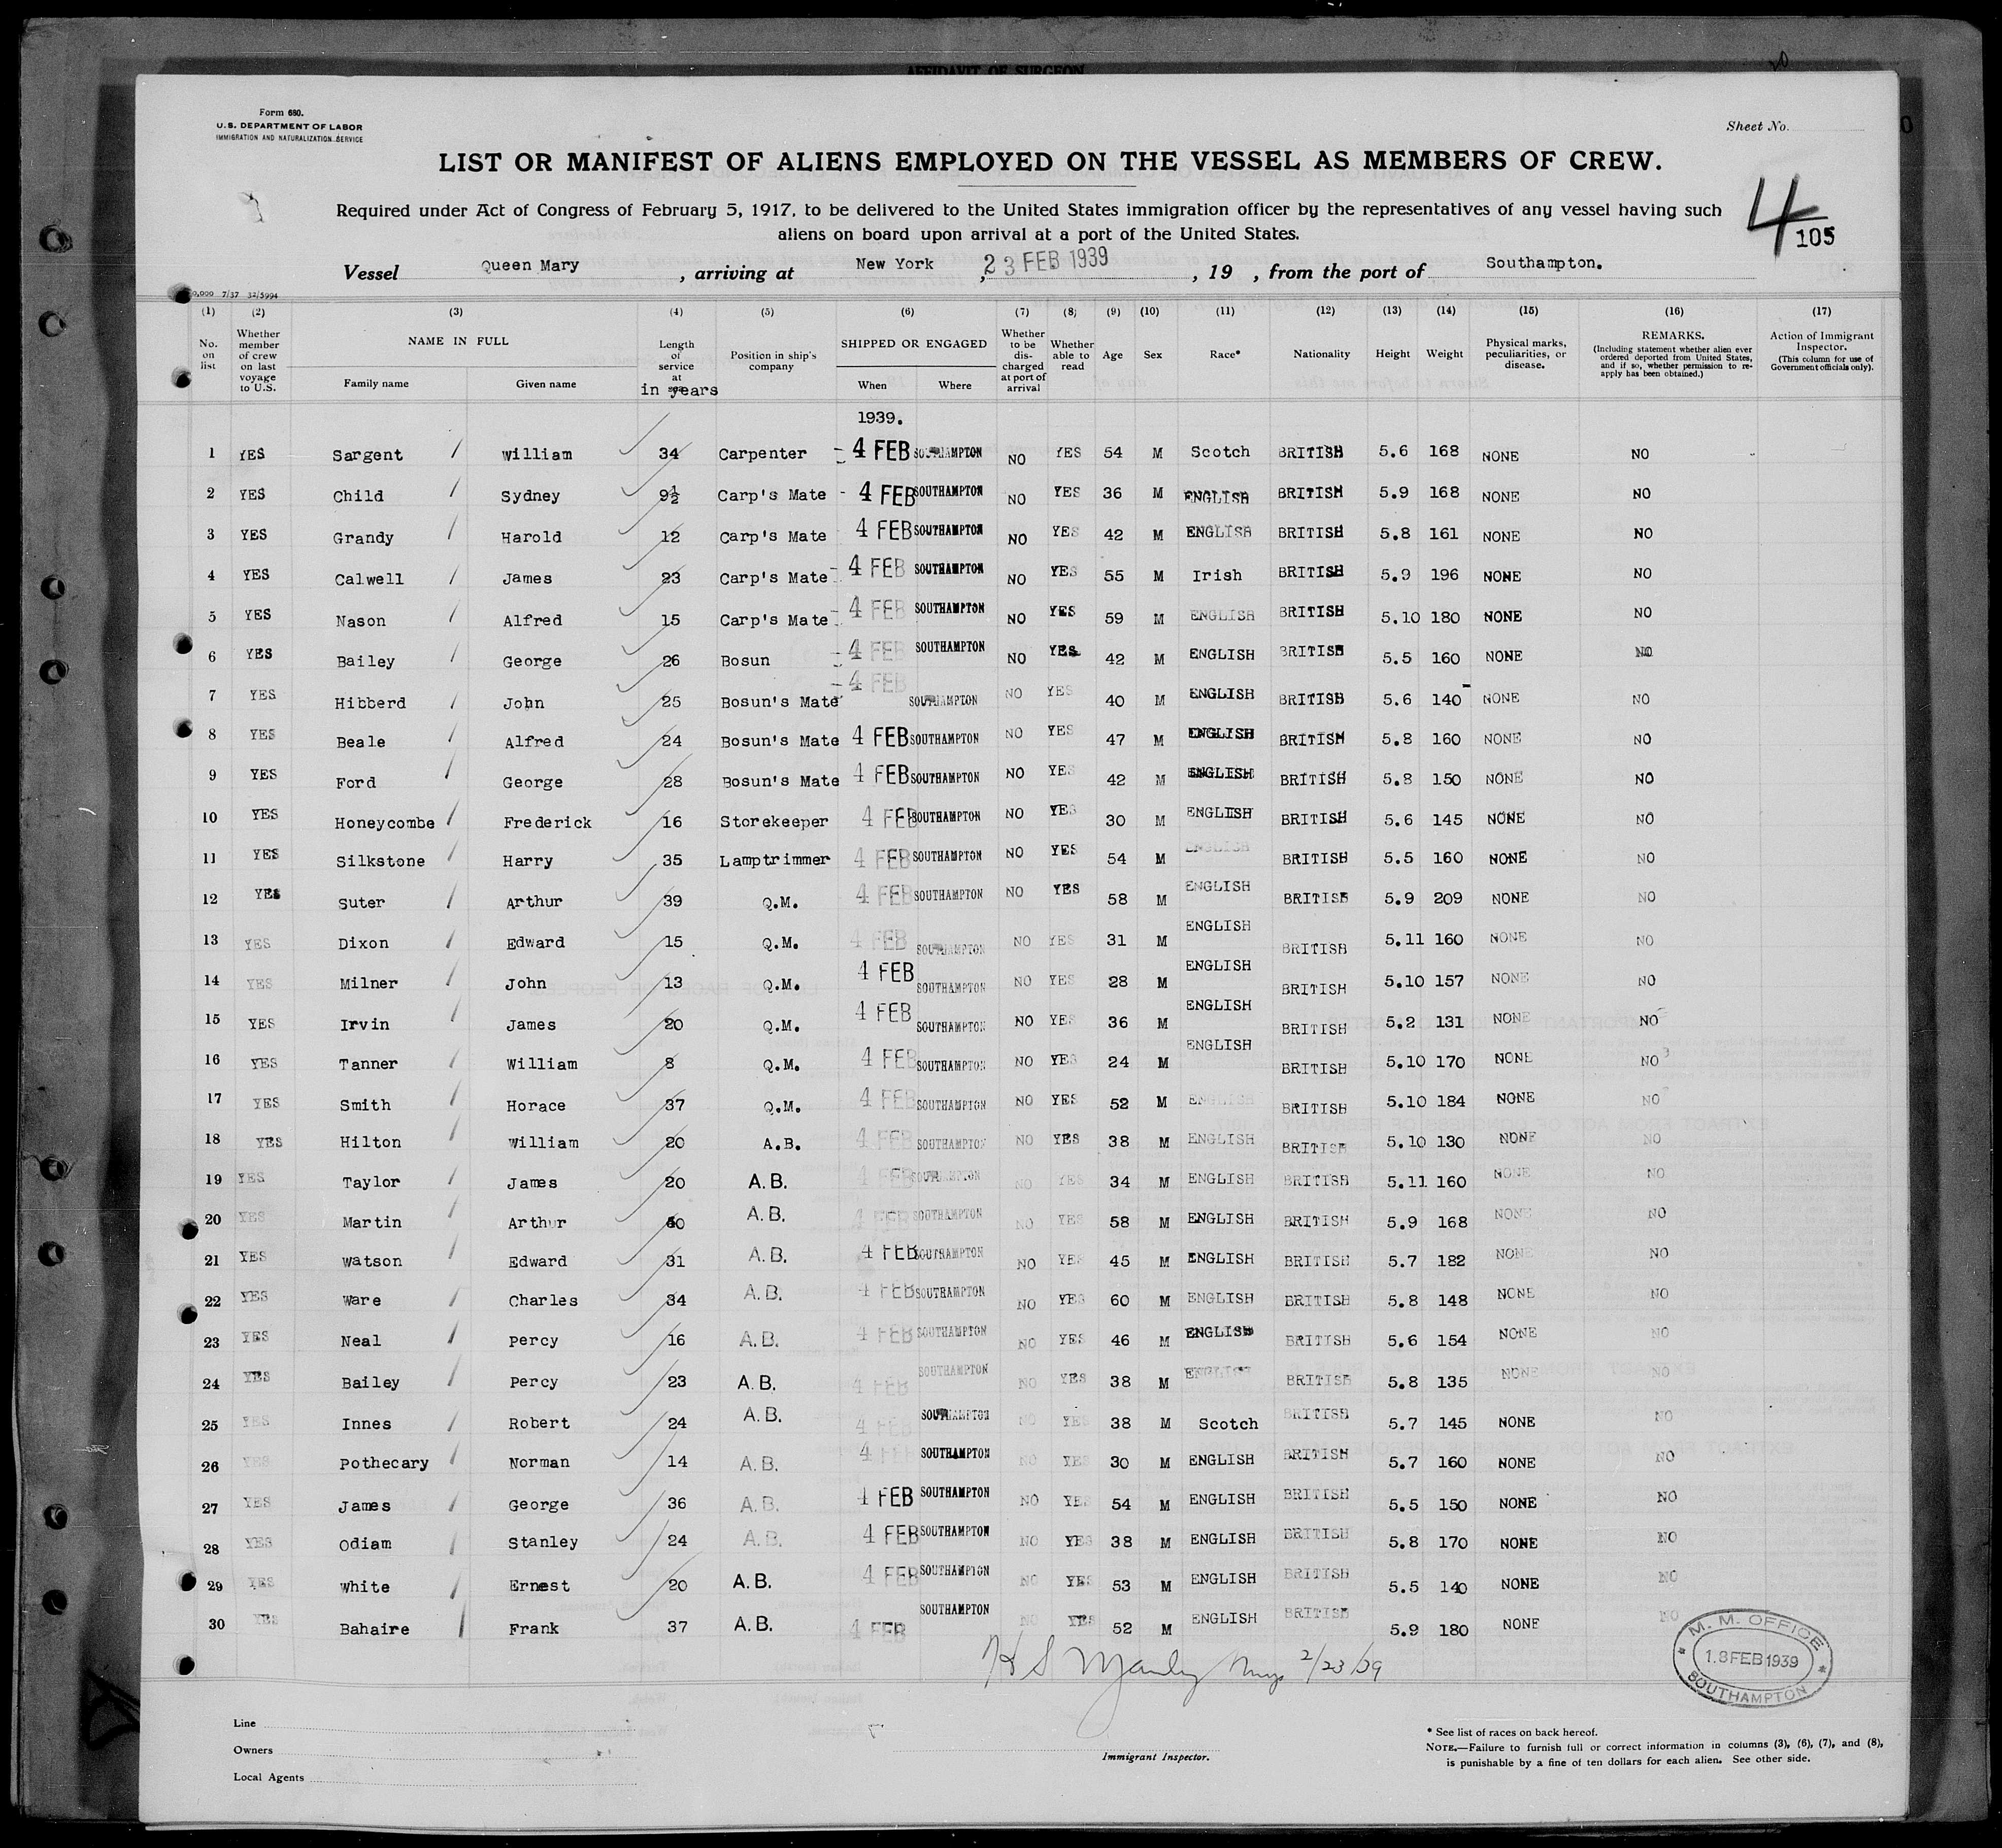 AFFIDAVIT OF SURGEON
Form 680.
U.S. DEPARTMENT OF LABOR
IMMIGRATION AND NATURALIZATION SERVICE
Sheet No.
LIST OR MANIFEST OF ALIENS EMPLOYED ON THE VESSEL AS MEMBERS OF CREW.
Required under Act of Congress of February 5, 1917, to be delivered to the United States immigration officer by the representatives of any vessel having such
aliens on board upon arrival at a port of the United States.
4
105
Vessel Queen Mary, arriving at New York, 23 FEB 1939, 19 , from the port of Southampton.
(1) (2) (3) (4) (5) (6) (7) (8) (9) (10) (11) (12) (13) (14) (15) (16) (17)
No. on list
Whether member of crew on last voyage to U.S.
NAME IN FULL
Family name
Given name
Length of service at
in years
Position in ship's company
SHIPPED OR ENGAGED
When
Where
Whether to be discharged at port of arrival
Whether able to read
Age
Sex
Race*
Nationality
Height
Weight
Physical marks, peculiarities, or disease.
REMARKS.
(Including statement whether alien ever ordered deported from United States, and if so, whether permission to reapply has been obtained.)
Action of Immigrant Inspector.
(This column for use of Government officials only).
1939.
1 YES Sargent William 34 Carpenter 4 FEB SOUTHAMPTON NO YES 54 M Scotch BRITISH 5.6 168 NONE NO
2 YES Child Sydney 9½ Carp's Mate 4 FEB SOUTHAMPTON NO YES 36 M ENGLISH BRITISH 5.9 168 NONE NO
3 YES Grandy Harold 12 Carp's Mate 4 FEB SOUTHAMPTON NO YES 42 M ENGLISH BRITISH 5.8 161 NONE NO
4 YES Calwell James 23 Carp's Mate 4 FEB SOUTHAMPTON NO YES 55 M Irish BRITISH 5.9 196 NONE NO
5 YES Nason Alfred 15 Carp's Mate 4 FEB SOUTHAMPTON NO YES 59 M ENGLISH BRITISH 5.10 180 NONE NO
6 YES Bailey George 26 Bosun 4 FEB SOUTHAMPTON NO YES 42 M ENGLISH BRITISH 5.5 160 NONE NO
7 YES Hibberd John 25 Bosun's Mate 4 FEB SOUTHAMPTON NO YES 40 M ENGLISH BRITISH 5.6 140 NONE NO
8 YES Beale Alfred 24 Bosun's Mate 4 FEB SOUTHAMPTON NO YES 47 M ENGLISH BRITISH 5.8 160 NONE NO
9 YES Ford George 28 Bosun's Mate 4 FEB SOUTHAMPTON NO YES 42 M ENGLISH BRITISH 5.8 150 NONE NO
10 YES Honeycombe Frederick 16 Storekeeper 4 FEB SOUTHAMPTON NO YES 30 M ENGLISH BRITISH 5.6 145 NONE NO
11 YES Silkstone Harry 35 Lamptrimmer 4 FEB SOUTHAMPTON NO YES 54 M ENGLISH BRITISH 5.5 160 NONE NO
12 YES Suter Arthur 39 Q.M. 4 FEB SOUTHAMPTON NO YES 58 M ENGLISH BRITISH 5.9 209 NONE NO
13 YES Dixon Edward 15 Q.M. 4 FEB SOUTHAMPTON NO YES 31 M ENGLISH BRITISH 5.11 160 NONE NO
14 YES Milner John 13 Q.M. 4 FEB SOUTHAMPTON NO YES 28 M ENGLISH BRITISH 5.10 157 NONE NO
15 YES Irvin James 20 Q.M. 4 FEB SOUTHAMPTON NO YES 36 M ENGLISH BRITISH 5.2 131 NONE NO
16 YES Tanner William 8 Q.M. 4 FEB SOUTHAMPTON NO YES 24 M ENGLISH BRITISH 5.10 170 NONE NO
17 YES Smith Horace 37 Q.M. 4 FEB SOUTHAMPTON NO YES 52 M ENGLISH BRITISH 5.10 184 NONE NO
18 YES Hilton William 20 A.B. 4 FEB SOUTHAMPTON NO YES 38 M ENGLISH BRITISH 5.10 130 NONE NO
19 YES Taylor James 20 A.B. 4 FEB SOUTHAMPTON NO YES 34 M ENGLISH BRITISH 5.11 160 NONE NO
20 YES Martin Arthur 40 A.B. 4 FEB SOUTHAMPTON NO YES 58 M ENGLISH BRITISH 5.9 168 NONE NO
21 YES Watson Edward 31 A.B. 4 FEB SOUTHAMPTON NO YES 45 M ENGLISH BRITISH 5.7 182 NONE NO
22 YES Ware Charles 34 A.B. 4 FEB SOUTHAMPTON NO YES 60 M ENGLISH BRITISH 5.8 148 NONE NO
23 YES Neal Percy 16 A.B. 4 FEB SOUTHAMPTON NO YES 46 M ENGLISH BRITISH 5.6 154 NONE NO
24 YES Bailey Percy 23 A.B. 4 FEB SOUTHAMPTON NO YES 38 M ENGLISH BRITISH 5.8 135 NONE NO
25 YES Innes Robert 24 A.B. 4 FEB SOUTHAMPTON NO YES 38 M Scotch BRITISH 5.7 145 NONE NO
26 YES Pothecary Norman 14 A.B. 4 SOUTHAMPTON NO YES 30 M ENGLISH BRITISH 5.7 160 NONE NO
27 YES James George 36 A.B. 4 FEB SOUTHAMPTON NO YES 54 M ENGLISH BRITISH 5.5 150 NONE NO
28 YES Odiam Stanley 24 A.B. 4 FEB SOUTHAMPTON NO YES 38 M ENGLISH BRITISH 5.8 170 NONE NO
29 YES White Ernest 20 A.B. 4 FEB SOUTHAMPTON NO YES 53 M ENGLISH BRITISH 5.5 140 NONE NO
30 YES Bahaire Frank 37 A.B. 4 FEB SOUTHAMPTON NO YES 52 M ENGLISH BRITISH 5.9 180 NONE NO
2/23/39
M. M. OFFICE
18 FEB 1939
SOUTHAMPTON
Line
Owners
Local Agents
Immigrant Inspector.
* See list of races on back hereof.
NOTE.—Failure to furnish full or correct information in columns (3), (6), (7), and (8),
is punishable by a fine of ten dollars for each alien. See other side.